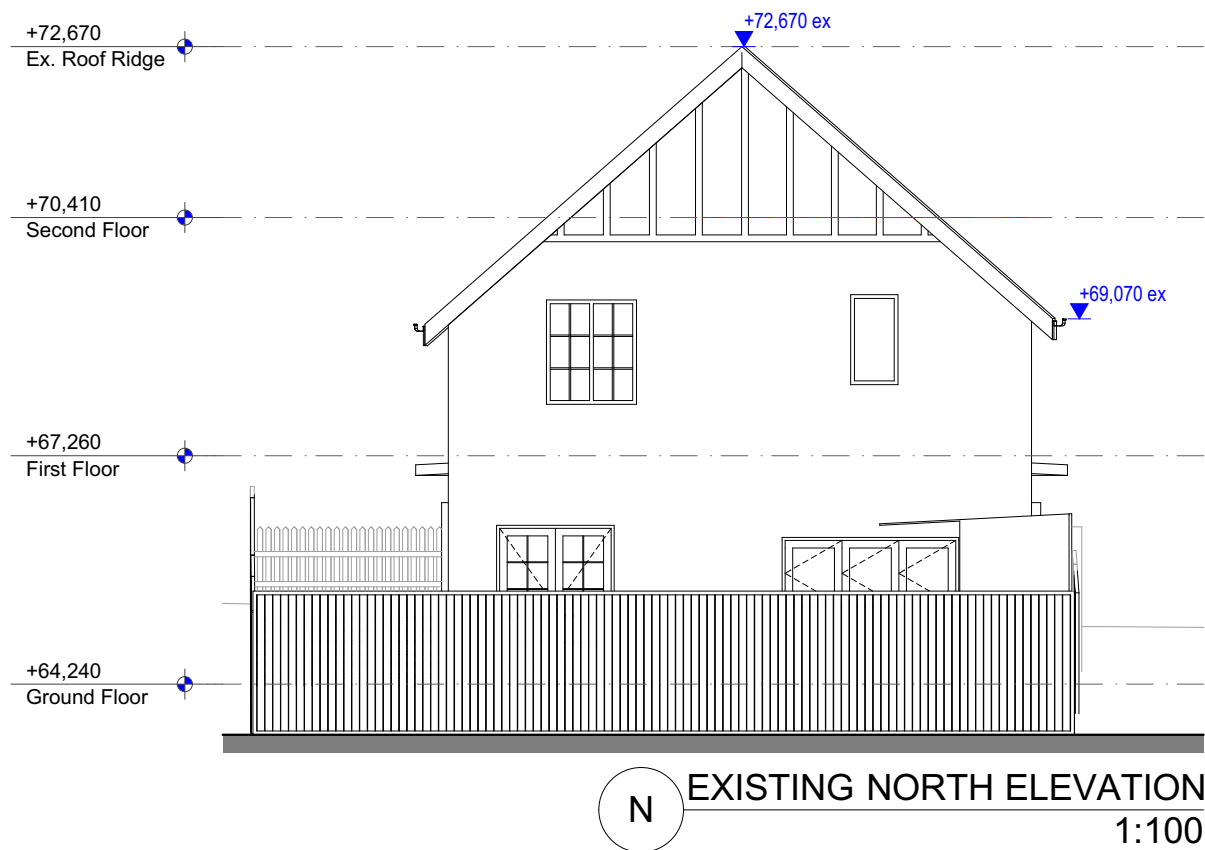 +72,670
Ex. Roof Ridge
+72,670 ex
+70,410
Second Floor
+69,070 ex
+67,260
First Floor
+64,240
Ground Floor
N
EXISTING NORTH ELEVATION
1:100